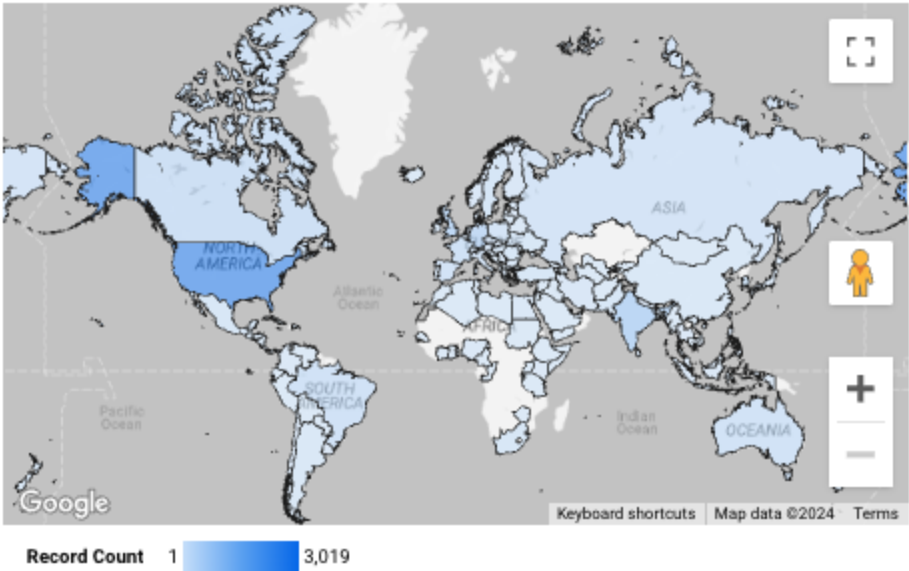 ASIA
NORTH
AMERICA
Atlantic
Ocean
AFRICA
SOUTH
AMERICA
Pacific
Ocean
Indian
Ocean
OCEANIA
Google
Keyboard shortcuts Map data ©2024 Terms
Record Count 1 3,019